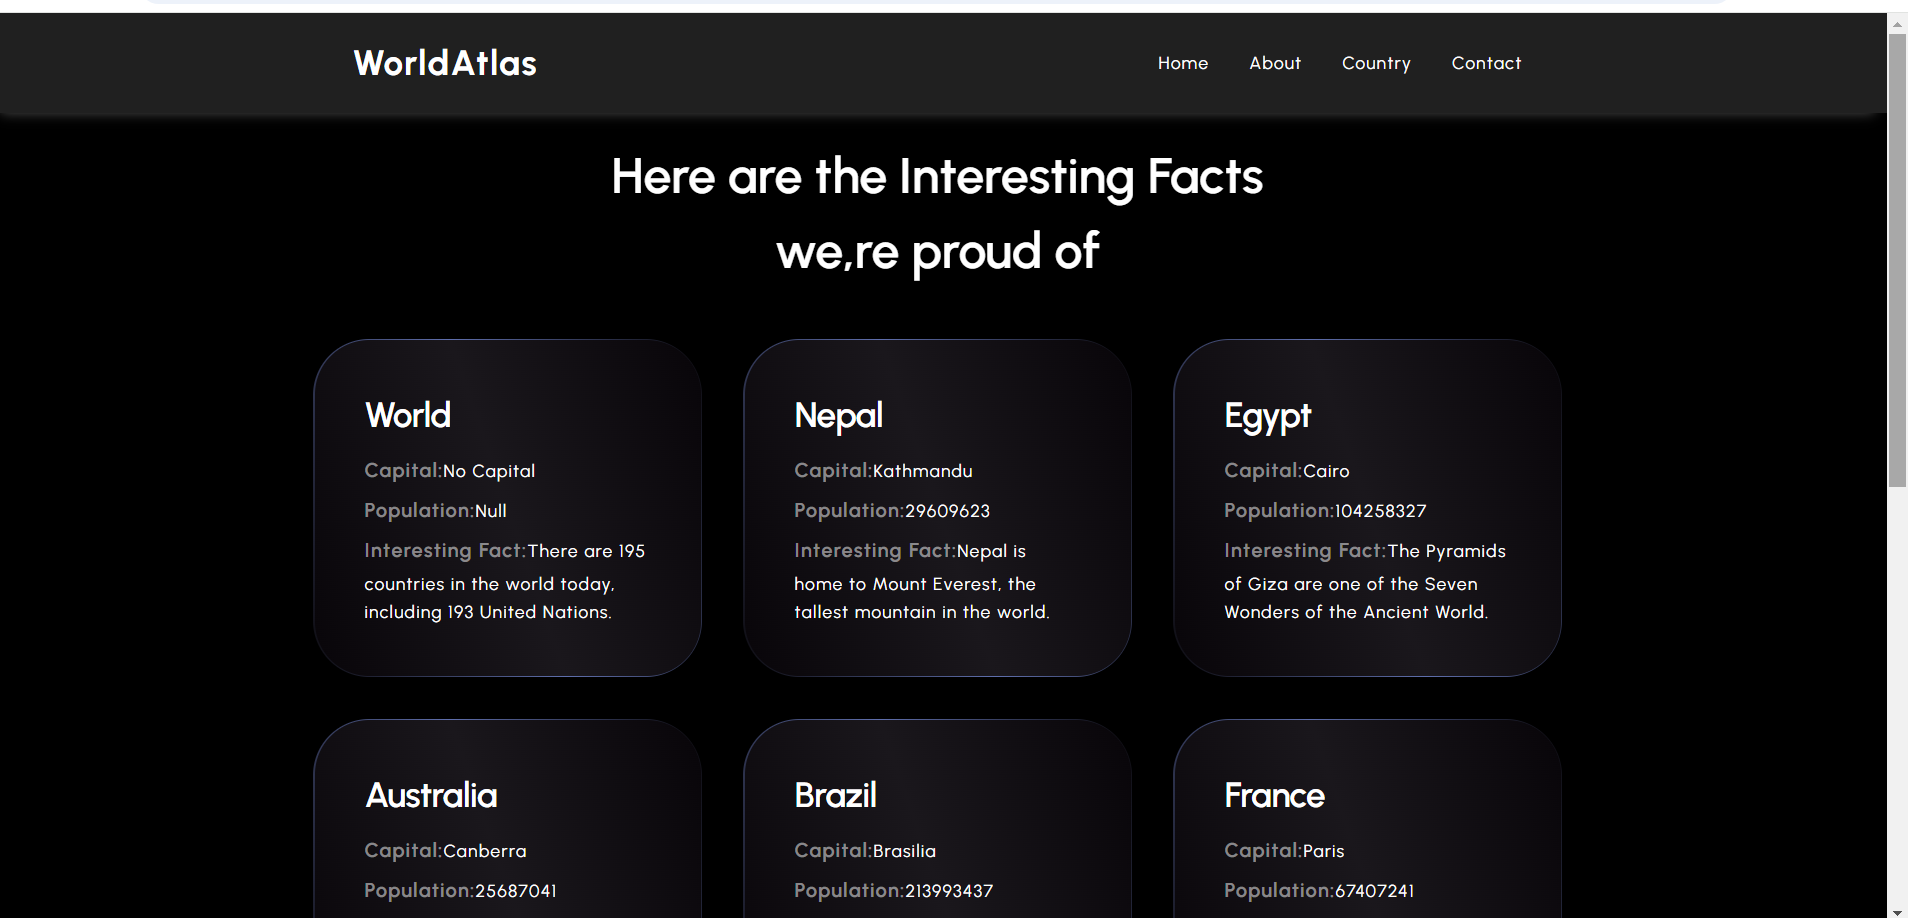 WorldAtlas
Home About Country Contact
Here are the Interesting Facts
we,re proud of
World
Capital:No Capital
Population:Null
Interesting Fact:There are 195
countries in the world today,
including 193 United Nations.
Nepal
Capital:Kathmandu
Population:29609623
Interesting Fact:Nepal is
home to Mount Everest, the
tallest mountain in the world.
Egypt
Capital:Cairo
Population:104258327
Interesting Fact:The Pyramids
of Giza are one of the Seven
Wonders of the Ancient World.
Australia
Capital:Canberra
Population:25687041
Brazil
Capital:Brasilia
Population:213993437
France
Capital:Paris
Population:67407241